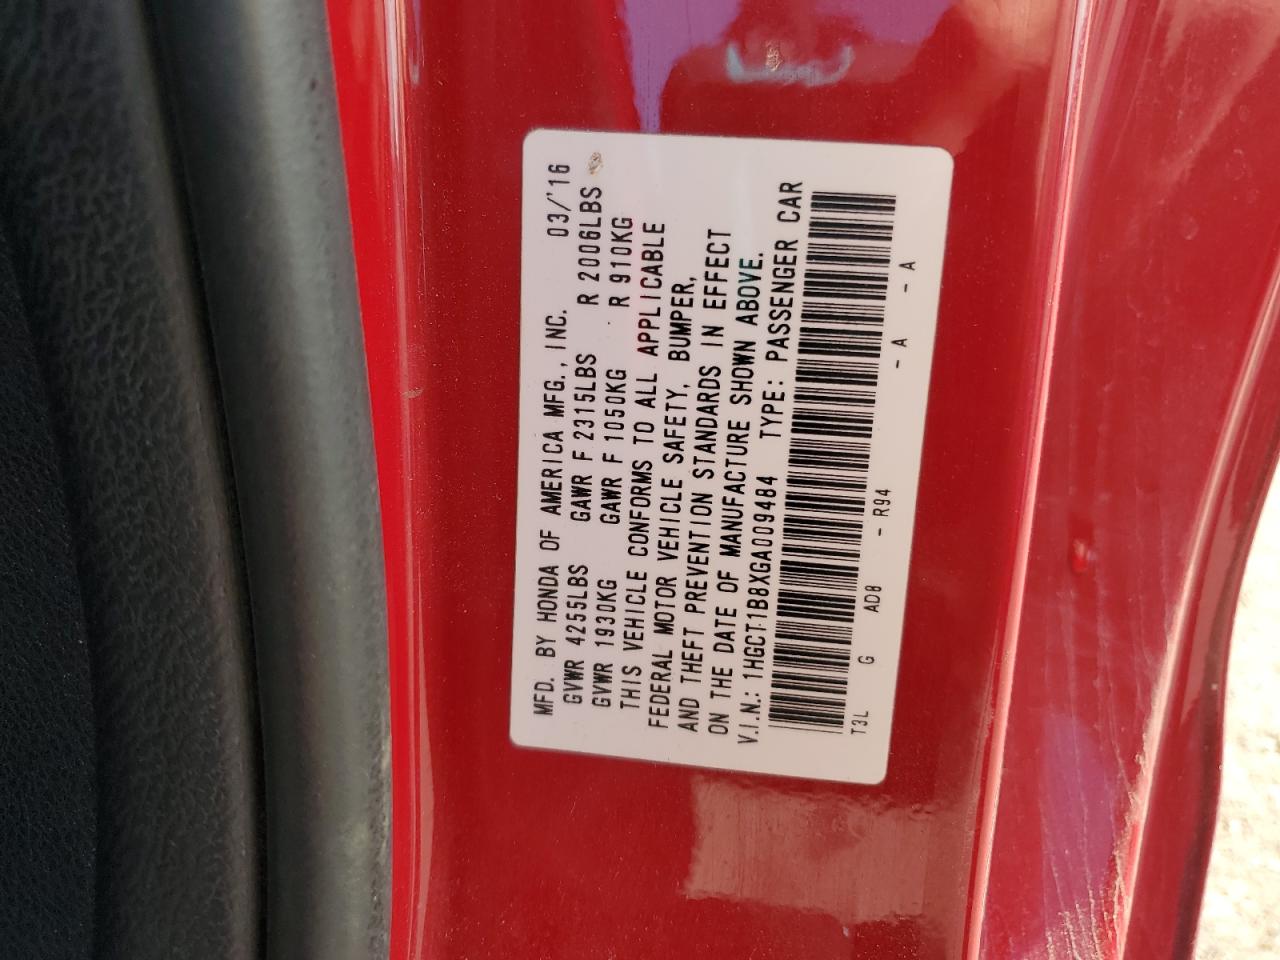 MFD. BY HONDA OF AMERICA MFG., INC. 03/'16
GVWR 4255LBS GAWR F 2315LBS R 2006LBS
GVWR 1930KG GAWR F 1050KG R 910KG
THIS VEHICLE CONFORMS TO ALL APPLICABLE
FEDERAL MOTOR VEHICLE SAFETY, BUMPER,
AND THEFT PREVENTION STANDARDS IN EFFECT
ON THE DATE OF MANUFACTURE SHOWN ABOVE.
V.I.N.: 1HGCT1B8XGA009484 TYPE: PASSENGER CAR
T3L G AD8 - R94 - A - A